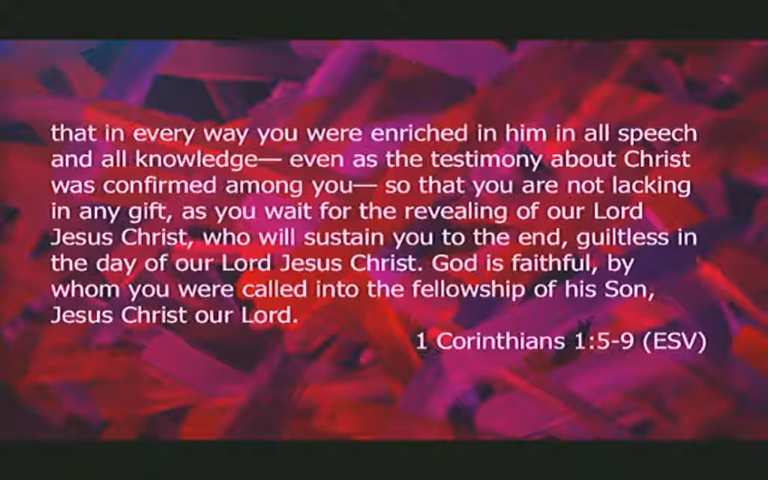 that in every way you were enriched in him in all speech
and all knowledge— even as the testimony about Christ
was confirmed among you— so that you are not lacking
in any gift, as you wait for the revealing of our Lord
Jesus Christ, who will sustain you to the end, guiltless in
the day of our Lord Jesus Christ. God is faithful, by
whom you were called into the fellowship of his Son,
Jesus Christ our Lord.
1 Corinthians 1:5-9 (ESV)